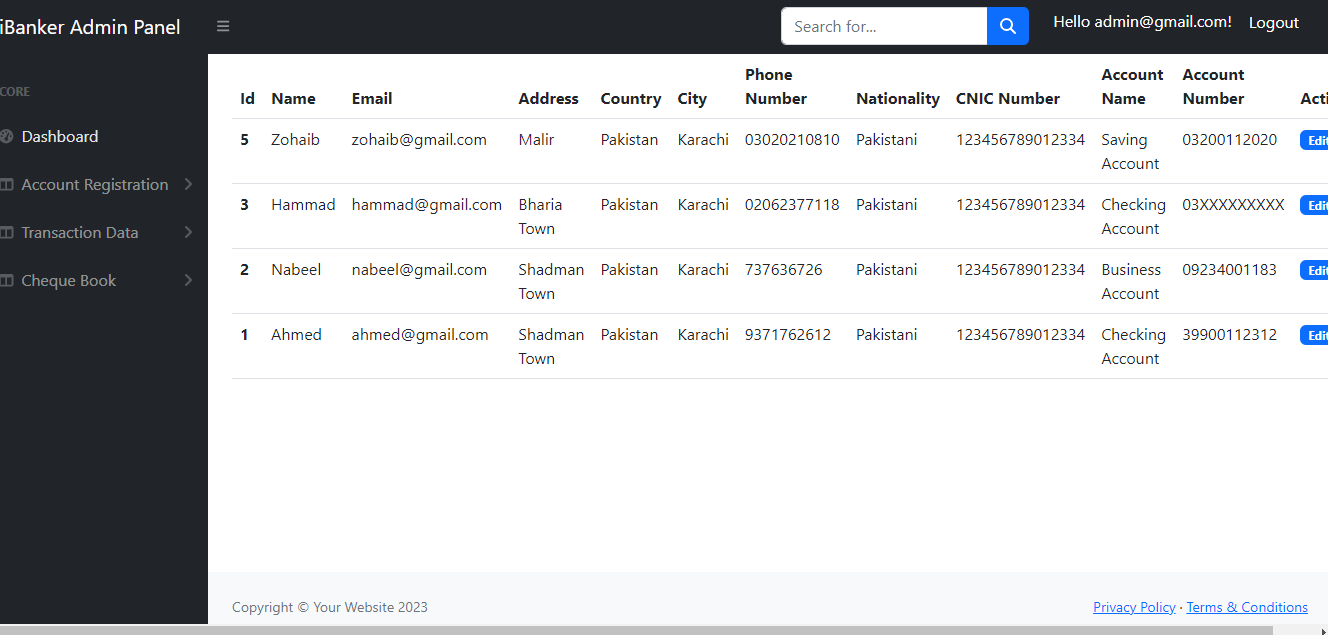 iBanker Admin Panel
Search for...
Hello admin@gmail.com! Logout
CORE
Dashboard
Account Registration
Transaction Data
Cheque Book
Id Name Email Address Country City Phone Number Nationality CNIC Number Account Name Account Number Acti
5 Zohaib zohaib@gmail.com Malir Pakistan Karachi 03020210810 Pakistani 123456789012334 Saving Account 03200112020 Edit
3 Hammad hammad@gmail.com Bharia Town Pakistan Karachi 02062377118 Pakistani 123456789012334 Checking Account 03XXXXXXXXX Edit
2 Nabeel nabeel@gmail.com Shadman Town Pakistan Karachi 737636726 Pakistani 123456789012334 Business Account 09234001183 Edit
1 Ahmed ahmed@gmail.com Shadman Town Pakistan Karachi 9371762612 Pakistani 123456789012334 Checking Account 39900112312 Edit
Copyright © Your Website 2023
Privacy Policy · Terms & Conditions